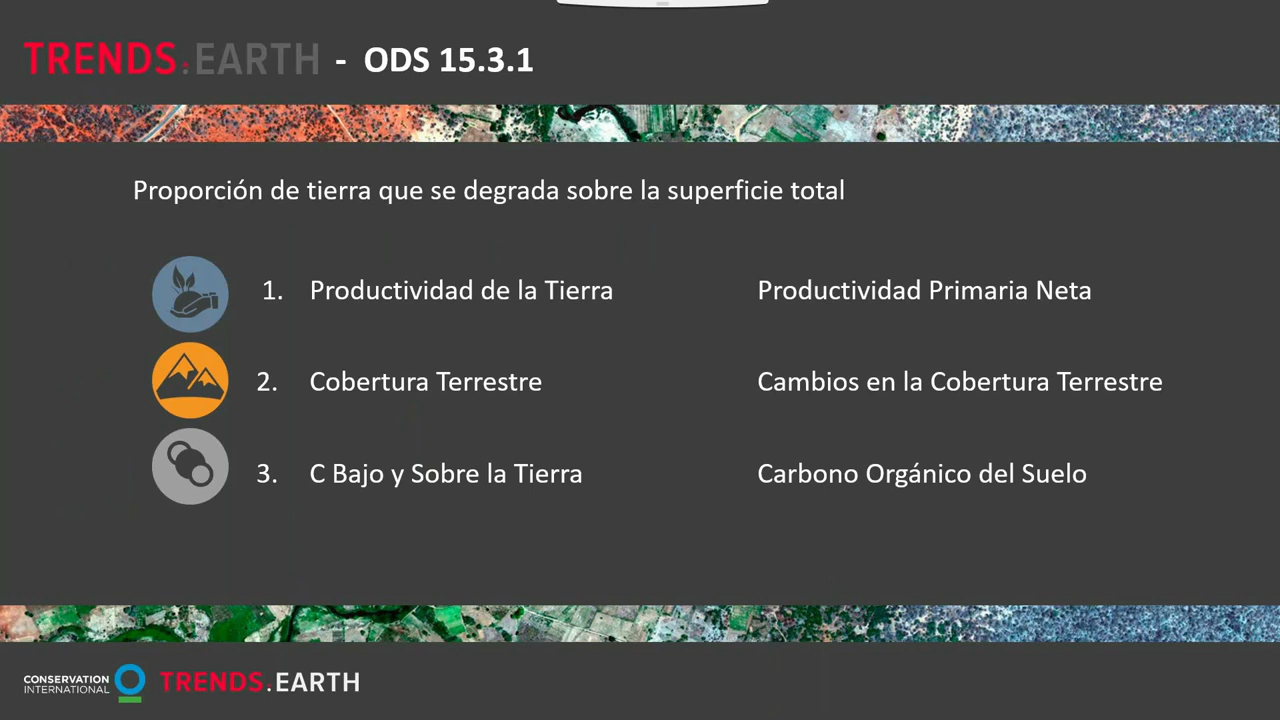 TRENDS.EARTH - ODS 15.3.1
Proporción de tierra que se degrada sobre la superficie total
1. Productividad de la Tierra Productividad Primaria Neta
2. Cobertura Terrestre Cambios en la Cobertura Terrestre
3. C Bajo y Sobre la Tierra Carbono Orgánico del Suelo
CONSERVATION
INTERNATIONAL
TRENDS.EARTH